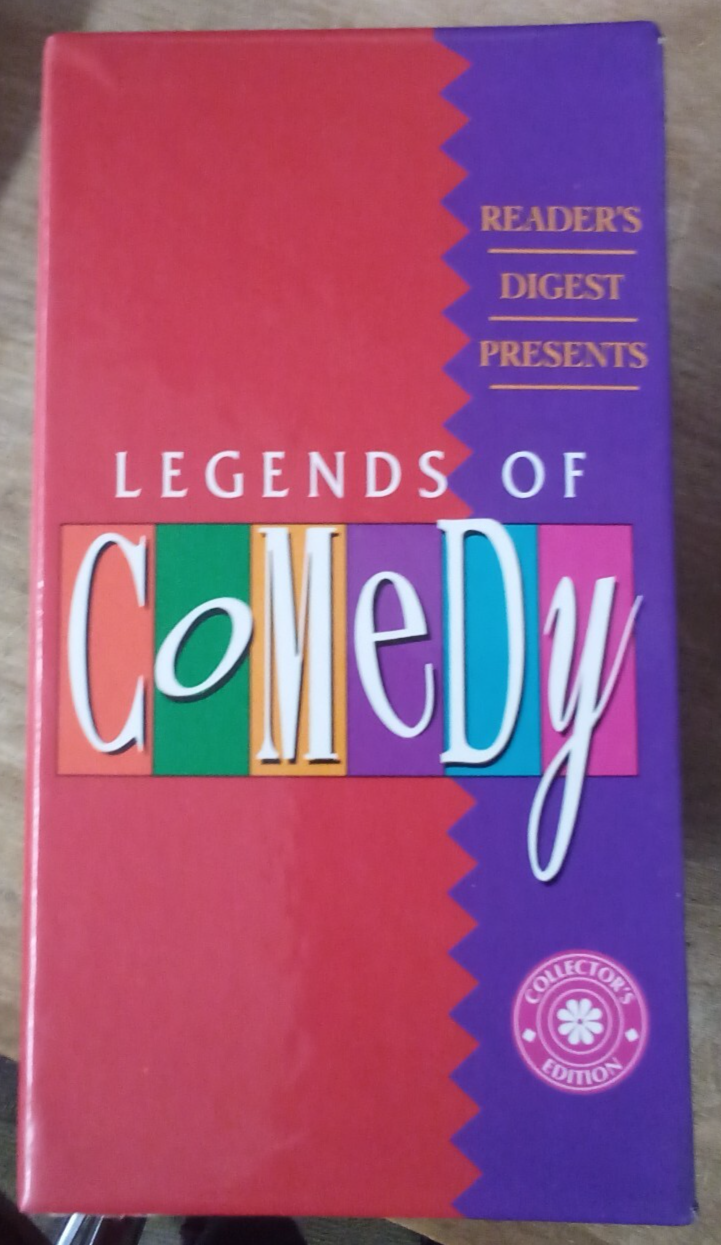 READER'S
DIGEST
PRESENTS
LEGENDS OF
CoMeDy
COLLECTOR'S
EDITION